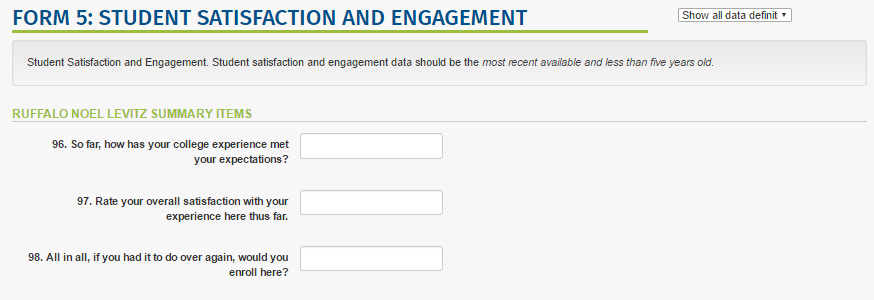 FORM 5: STUDENT SATISFACTION AND ENGAGEMENT
Show all data definit
Student Satisfaction and Engagement. Student satisfaction and engagement data should be the most recent available and less than five years old.
RUFFALO NOEL LEVITZ SUMMARY ITEMS
96. So far, how has your college experience met
your expectations?
97. Rate your overall satisfaction with your
experience here thus far.
98. All in all, if you had it to do over again, would you
enroll here?